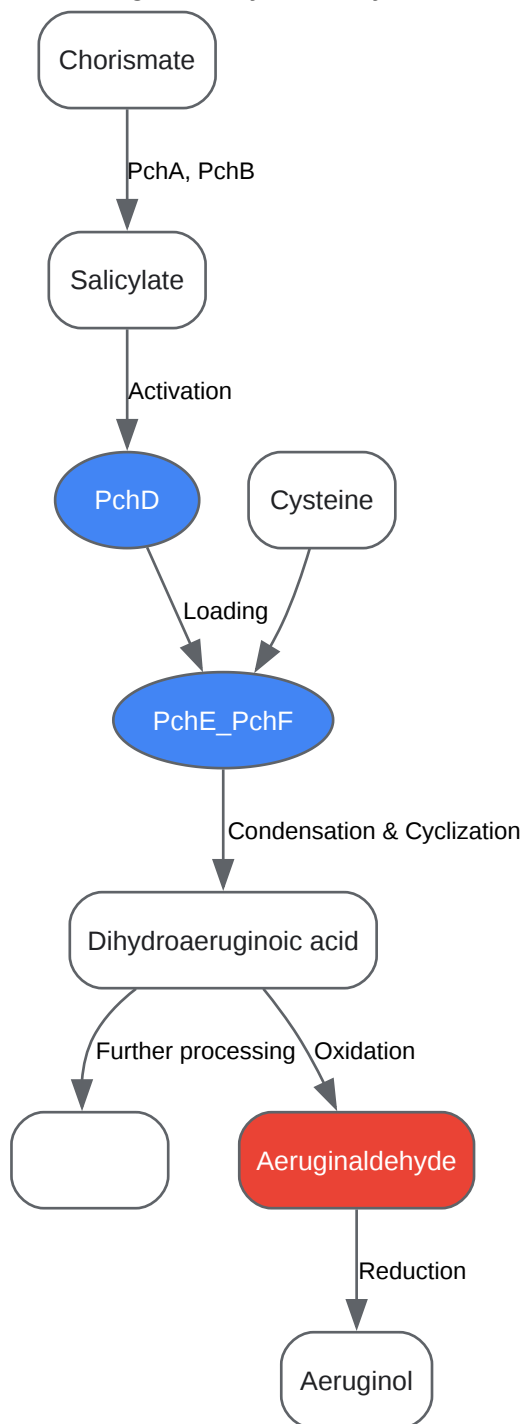 Chorismate
PchA, PchB
Salicylate
Activation
PchD
Cysteine
Loading
PchE_PchF
Condensation & Cyclization
Dihydroaeruginoic acid
Further processing
Oxidation
Aeruginaldehyde
Reduction
Aeruginol